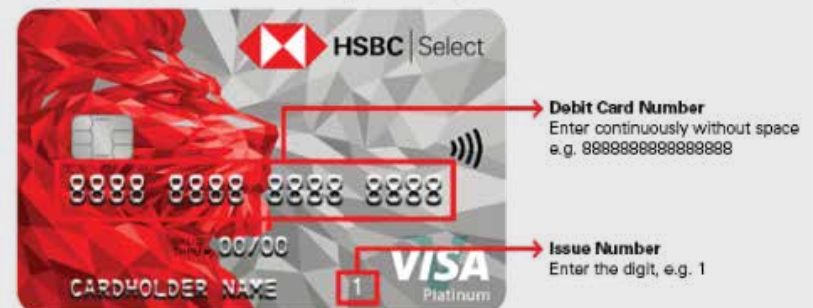 HSBC Select
Debit Card Number
Enter continuously without space
e.g. 8888888888888888
8888 8888 8888 8888
00/00
Issue Number
Enter the digit, e.g. 1
VISA
CARDHOLDER NAME
1
Platinum